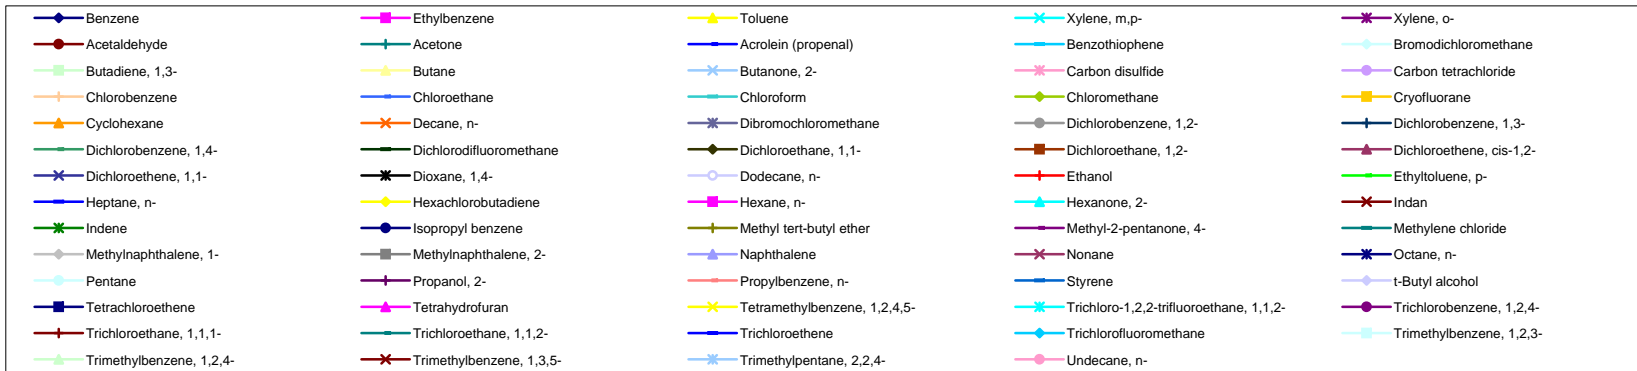 Benzene Ethylbenzene Toluene Xylene, m,p- Xylene, o-
Acetaldehyde Acetone Acrolein (propenal) Benzothiophene Bromodichloromethane
Butadiene, 1,3- Butane Butanone, 2- Carbon disulfide Carbon tetrachloride
Chlorobenzene Chloroethane Chloroform Chloromethane Cryofluorane
Cyclohexane Decane, n- Dibromochloromethane Dichlorobenzene, 1,2- Dichlorobenzene, 1,3-
Dichlorobenzene, 1,4- Dichlorodifluoromethane Dichloroethane, 1,1- Dichloroethane, 1,2- Dichloroethene, cis-1,2-
Dichloroethene, 1,1- Dioxane, 1,4- Dodecane, n- Ethanol Ethyltoluene, p-
Heptane, n- Hexachlorobutadiene Hexane, n- Hexanone, 2- Indan
Indene Isopropyl benzene Methyl tert-butyl ether Methyl-2-pentanone, 4- Methylene chloride
Methylnaphthalene, 1- Methylnaphthalene, 2- Naphthalene Nonane Octane, n-
Pentane Propanol, 2- Propylbenzene, n- Styrene t-Butyl alcohol
Tetrachloroethene Tetrahydrofuran Tetramethylbenzene, 1,2,4,5- Trichloro-1,2,2-trifluoroethane, 1,1,2- Trichlorobenzene, 1,2,4-
Trichloroethane, 1,1,1- Trichloroethane, 1,1,2- Trichloroethene Trichlorofluoromethane Trimethylbenzene, 1,2,3-
Trimethylbenzene, 1,2,4- Trimethylbenzene, 1,3,5- Trimethylpentane, 2,2,4- Undecane, n-